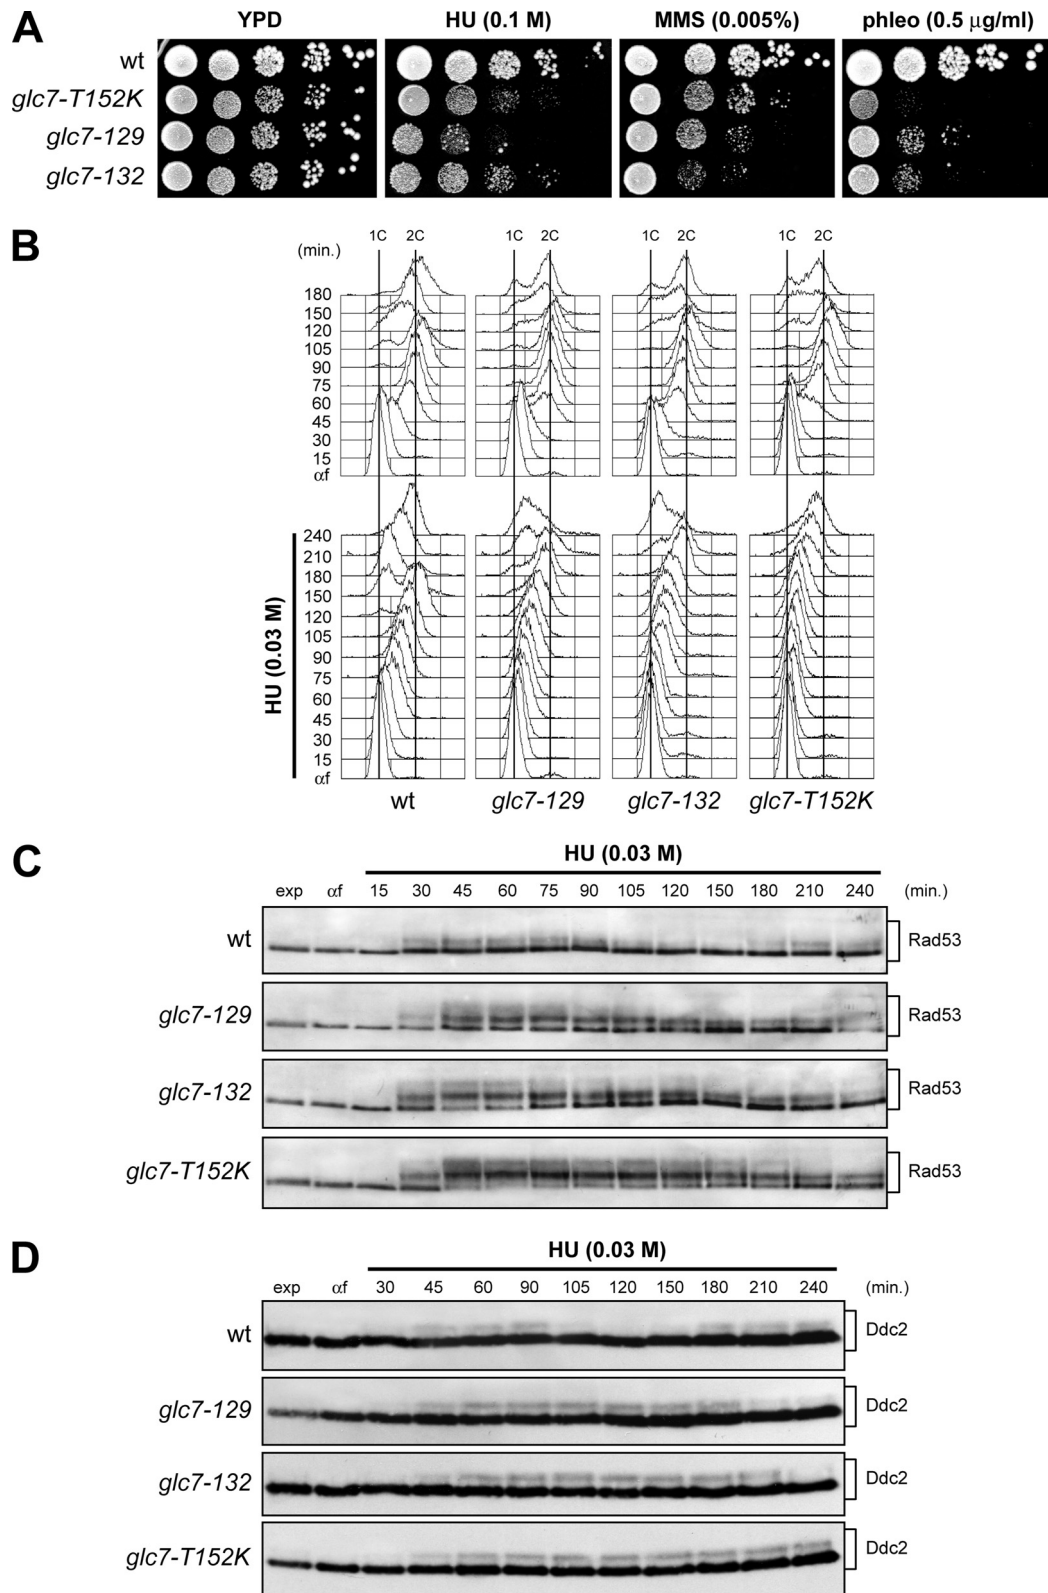 A
YPD HU (0.1 M) MMS (0.005%) phleo (0.5 μg/ml)
wt
glc7-T152K
glc7-129
glc7-132
B
(min.) 1C 2C 1C 2C 1C 2C 1C 2C
180
150
120
105
90
75
60
45
30
15
αf
HU (0.03 M)
240
210
180
150
120
105
90
75
60
45
30
15
αf
wt glc7-129 glc7-132 glc7-T152K
C
HU (0.03 M)
exp αf 15 30 45 60 75 90 105 120 150 180 210 240 (min.)
wt Rad53
glc7-129 Rad53
glc7-132 Rad53
glc7-T152K Rad53
D
HU (0.03 M)
exp αf 30 45 60 90 105 120 150 180 210 240 (min.)
wt Ddc2
glc7-129 Ddc2
glc7-132 Ddc2
glc7-T152K Ddc2